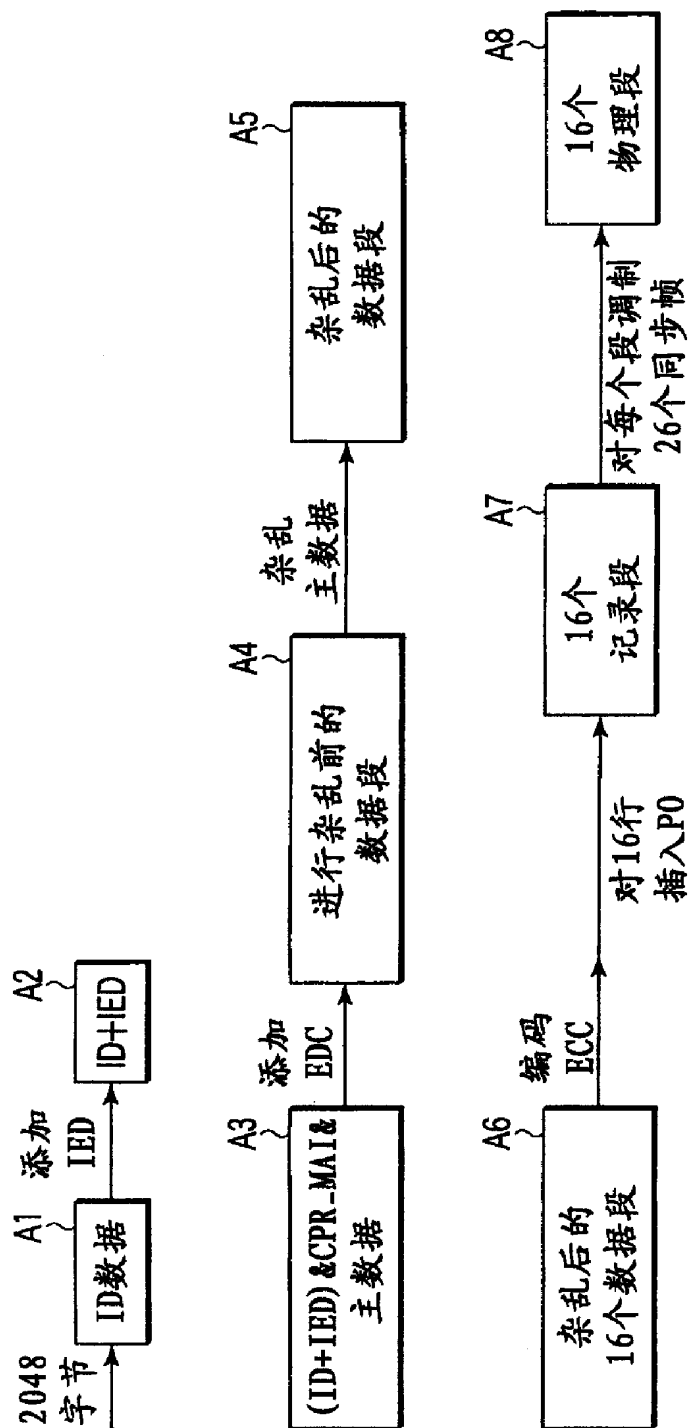 2048
字节
A1
ID数据
添加
IED
A2
ID+IED
A3
(ID+IED)&CPR_MAI&
主数据
添加
EDC
A4
进行杂乱前的
数据段
杂乱
主数据
A5
杂乱后的
数据段
A6
杂乱后的
16个数据段
编码
ECC
对16行
插入PO
A7
16个
记录段
对每个段调制
26个同步帧
A8
16个
物理段